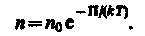 n = n₀ e^{-П/(kT)}.